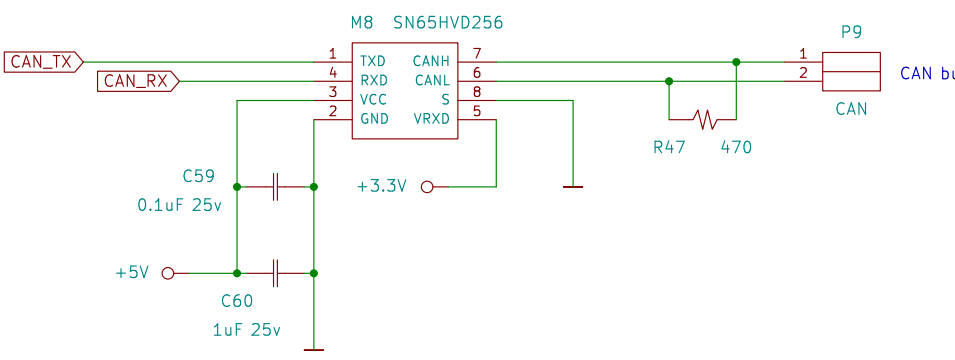 M8 SN65HVD256
P9
CAN_TX
1
TXD
CANH
7
1
CAN_RX
4
RXD
CANL
6
2
CAN bu
3
VCC
S
8
2
GND
VRXD
5
CAN
R47 470
C59
+3.3V
0.1uF 25v
+5V
C60
1uF 25v